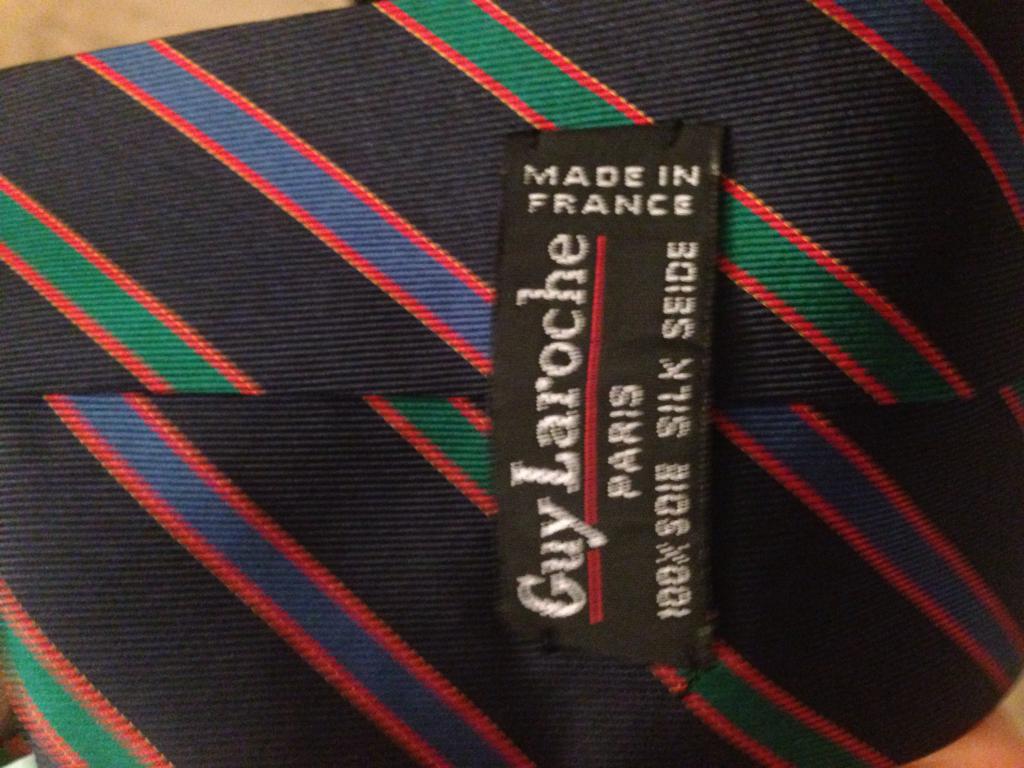 MADE IN
FRANCE
Guy Laroche
PARIS
100% SOIE SILK SEIDE